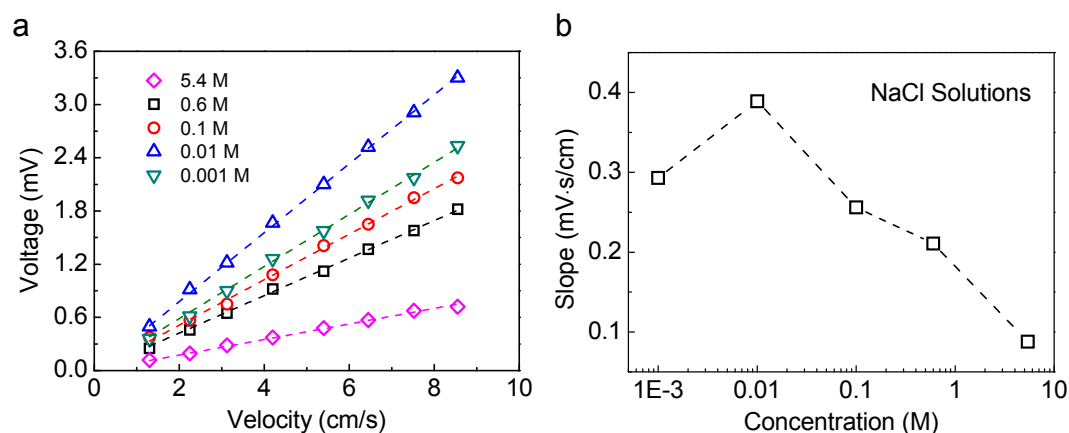 a
3.6
3.0
2.4
1.8
1.2
0.6
0.0
Voltage (mV)
5.4 M
0.6 M
0.1 M
0.01 M
0.001 M
0 2 4 6 8 10
Velocity (cm/s)
b
0.4
0.3
0.2
0.1
Slope (mV·s/cm)
NaCl Solutions
1E-3 0.01 0.1 1 10
Concentration (M)